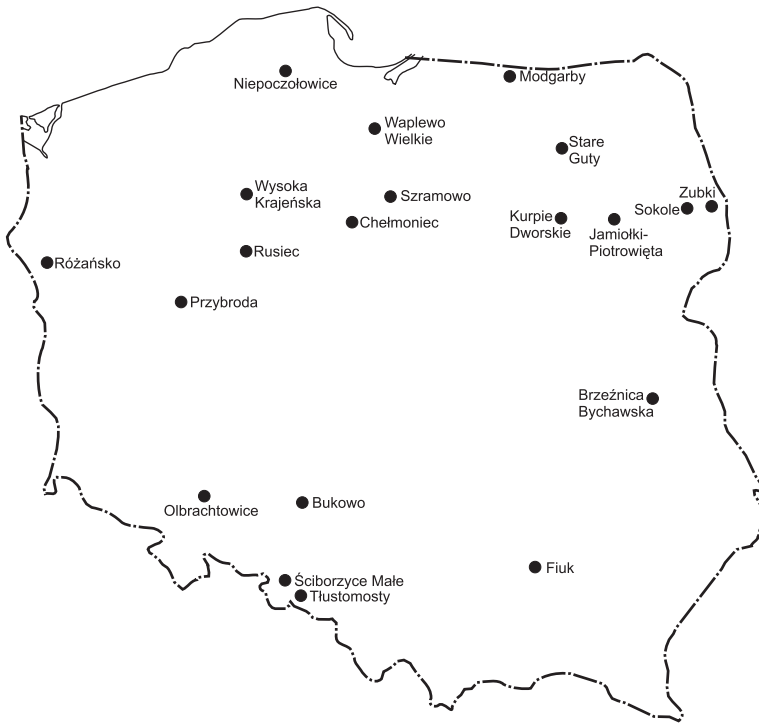 Niepoczołowice
Modgarby
Waplewo
Wielkie
Stare
Guty
Wysoka
Krajeńska
Szramowo
Zubki
Sokole
Chełmoniec
Kurpie
Dworskie
Jamiołki-
Piotrowięta
Rusiec
Różańsko
Przybroda
Brzeźnica
Bychawska
Olbrachtowice
Bukowo
Fiuk
Ściborzyce Małe
Tłustomosty